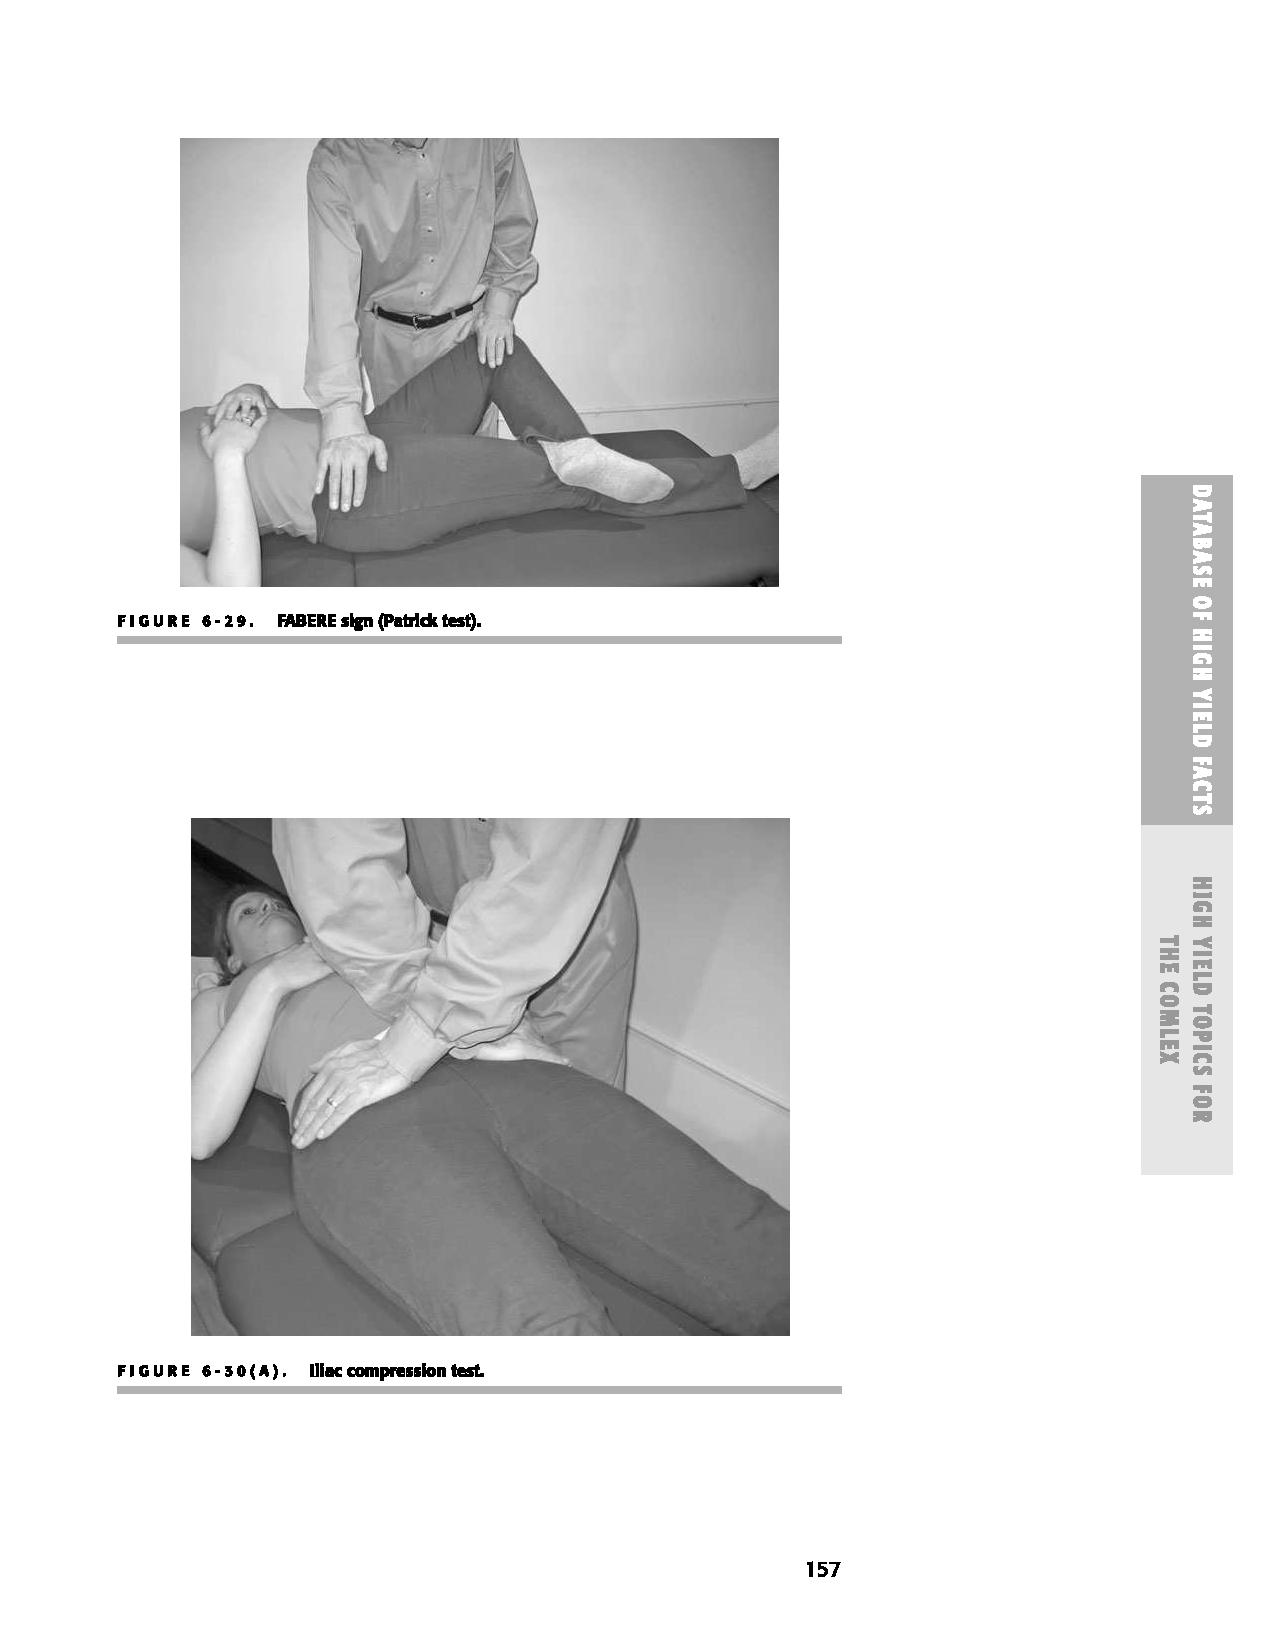 FIGURE 6-29. FABERE sign (Patrick test).
FIGURE 6-30(A). Iliac compression test.
157
DATABASE OF HIGH YIELD FACTS
HIGH YIELD TOPICS FOR
THE COMLEX